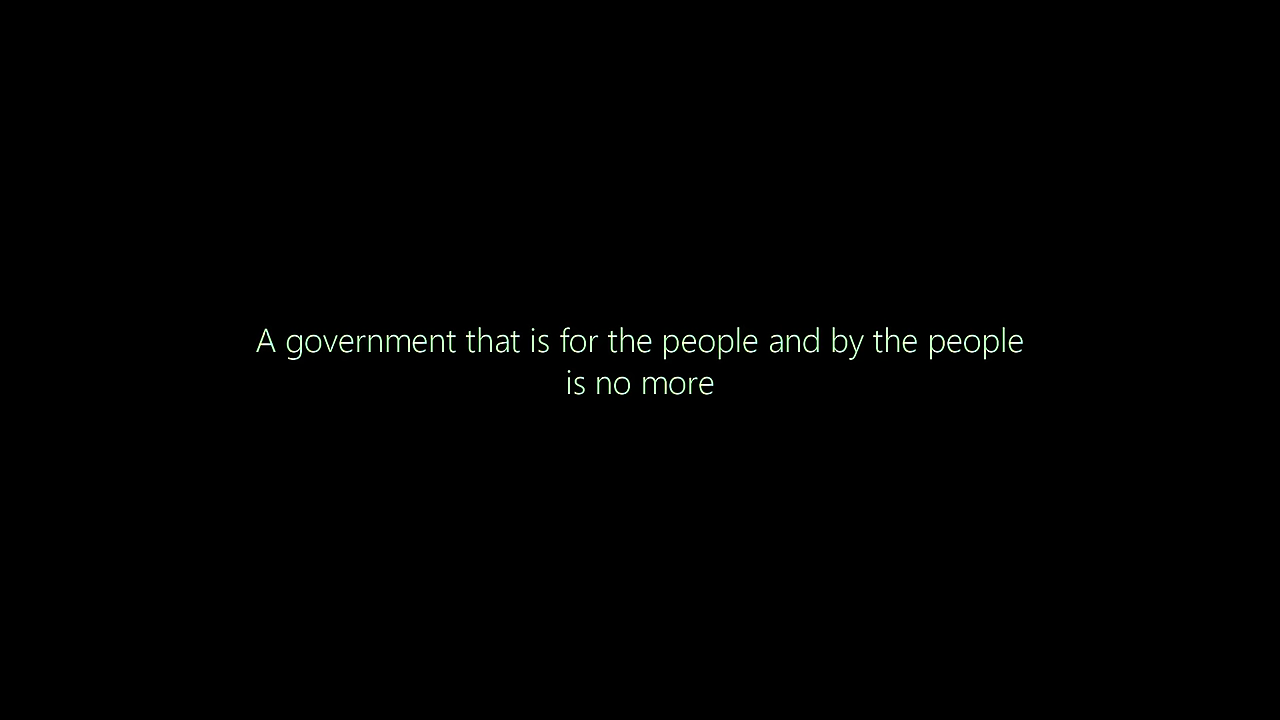 A government that is for the people and by the people
is no more